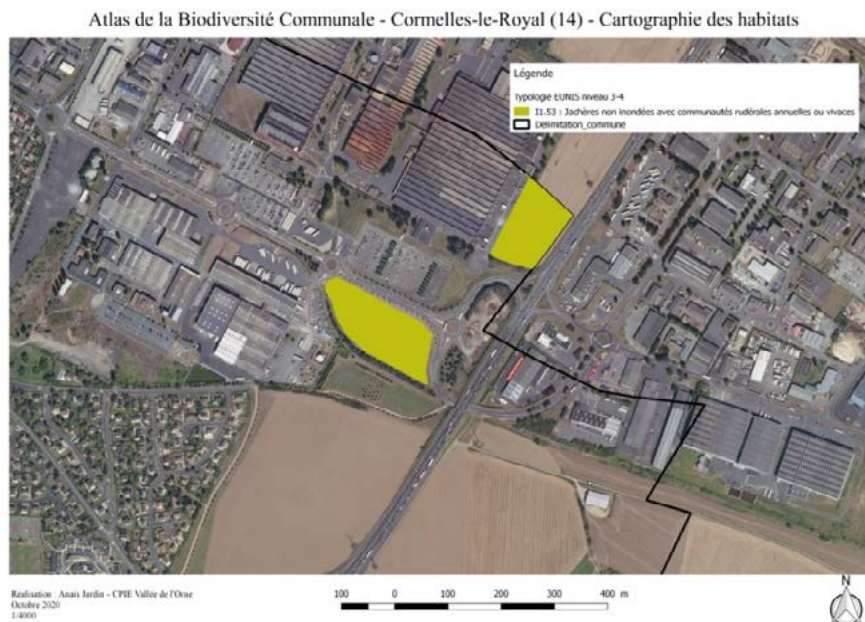 Atlas de la Biodiversité Communale - Cormelles-le-Royal (14) - Cartographie des habitats
Légende
Typologie EUNIS niveau 3-4
I1.53 : Jachères non inondées avec communautés rudérales annuelles ou vivaces
Délimitation_commune
Réalisation : Anaïs Jardin - CPIE Vallée de l'Orne
Octobre 2020
1/4000
100 0 100 200 300 400 m
N